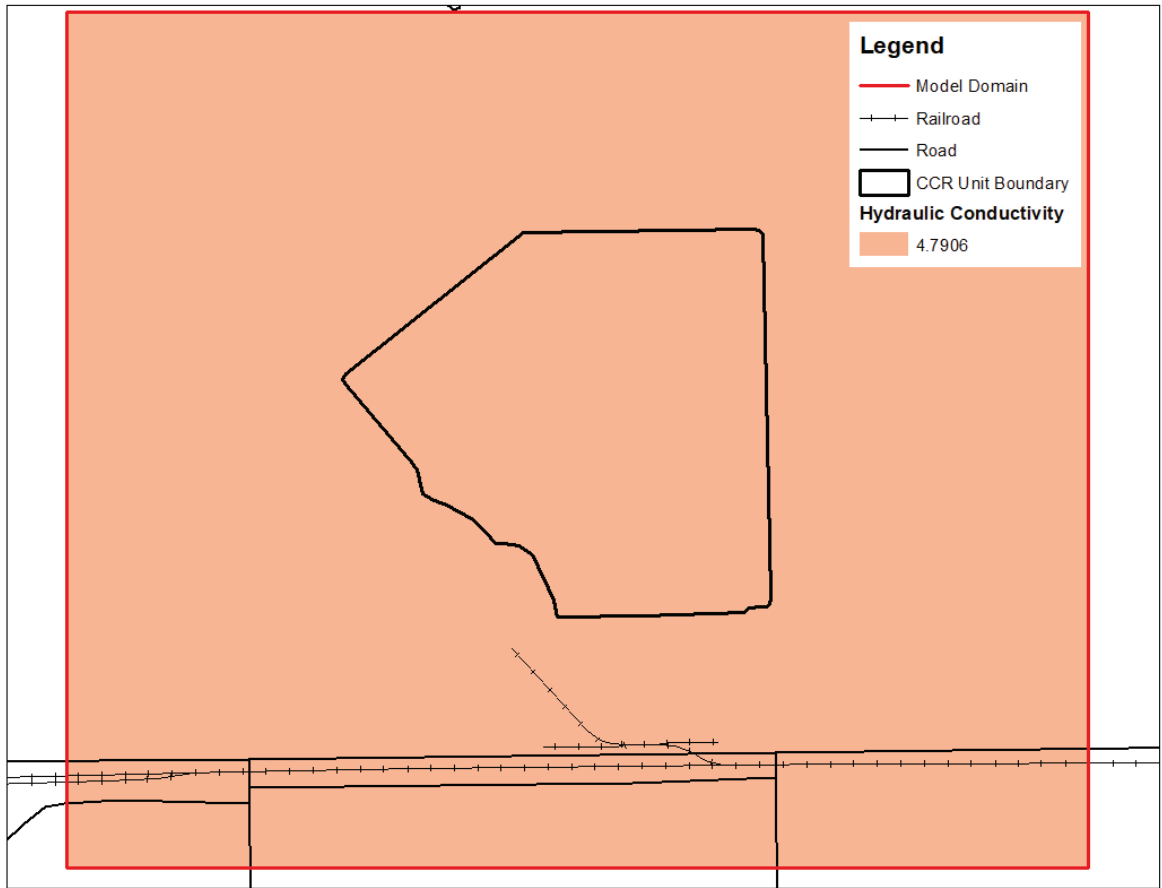 Legend
Model Domain
Railroad
Road
CCR Unit Boundary
Hydraulic Conductivity
4.7906